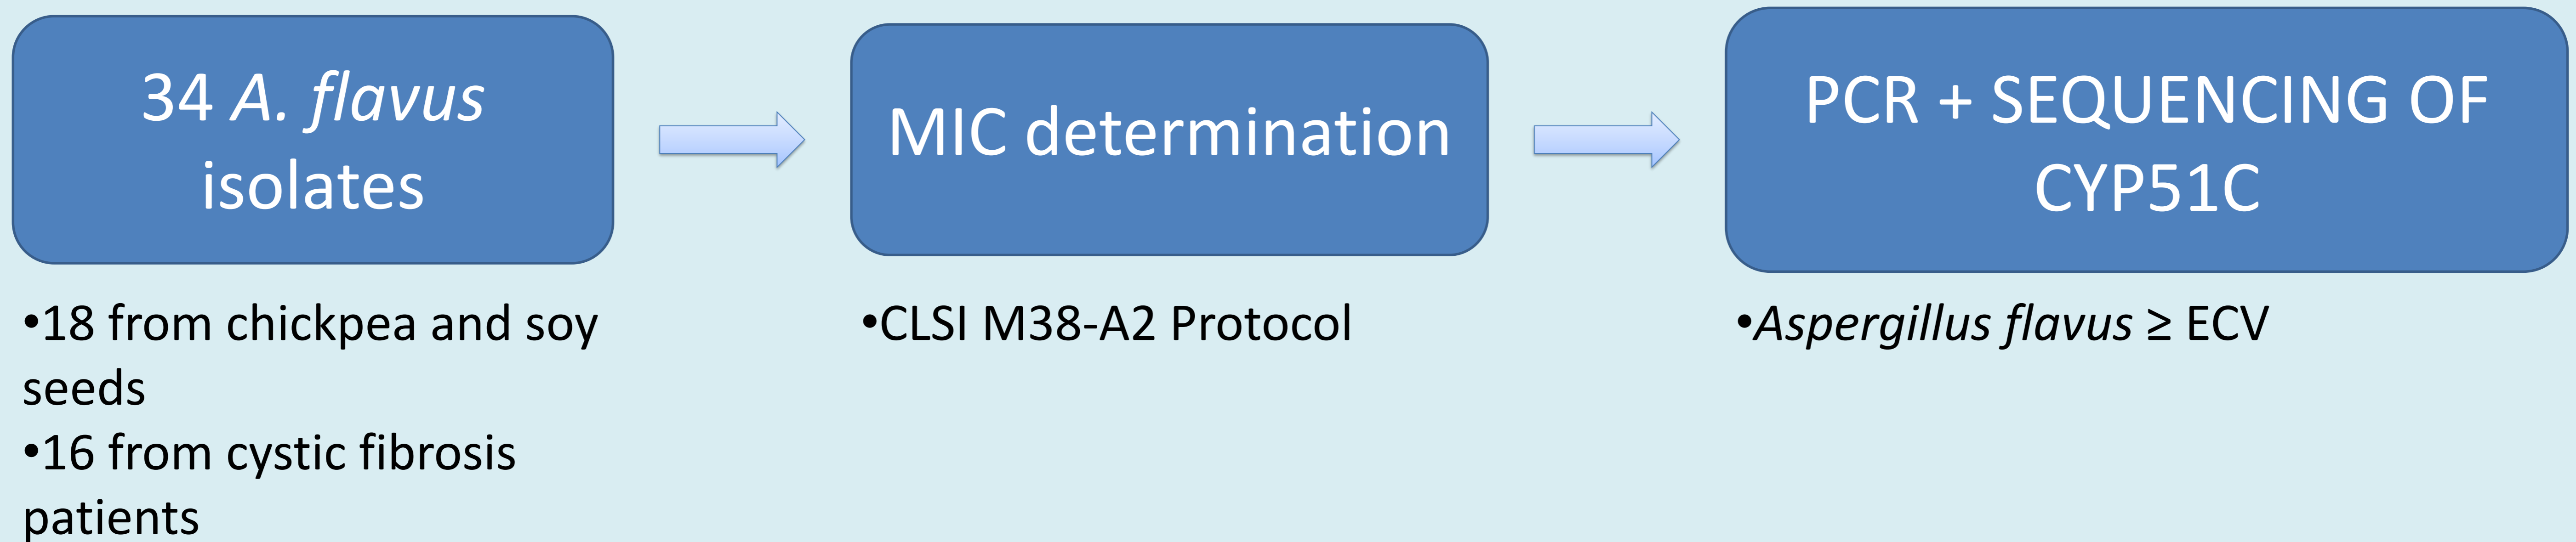 34 A. flavus
isolates
•18 from chickpea and soy
seeds
•16 from cystic fibrosis
patients
MIC determination
•CLSI M38-A2 Protocol
PCR + SEQUENCING OF
CYP51C
•Aspergillus flavus ≥ ECV